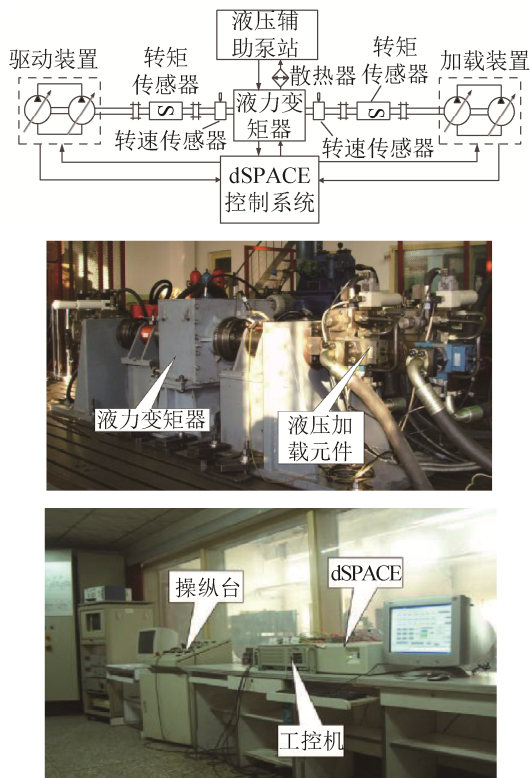 液压辅
助泵站
驱动装置
转矩
传感器
散热器
转矩
传感器
加载装置
液力变
矩器
S
S
转速传感器
转速传感器
dSPACE
控制系统
液力变矩器
液压加
载元件
操纵台
dSPACE
工控机